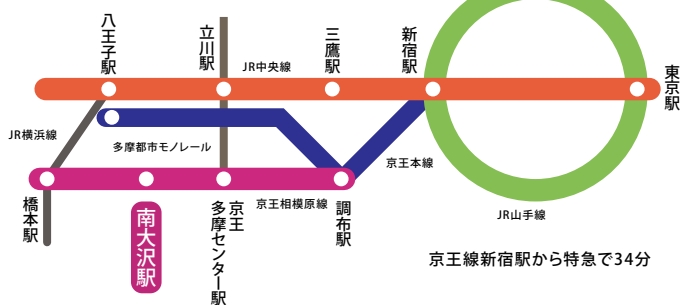 八王子駅
立川駅
三鷹駅
新宿駅
東京駅
JR中央線
JR横浜線
多摩都市モノレール
京王本線
京王相模原線
橋本駅
南大沢駅
京王
多摩センター駅
調布駅
JR山手線
京王線新宿駅から特急で34分